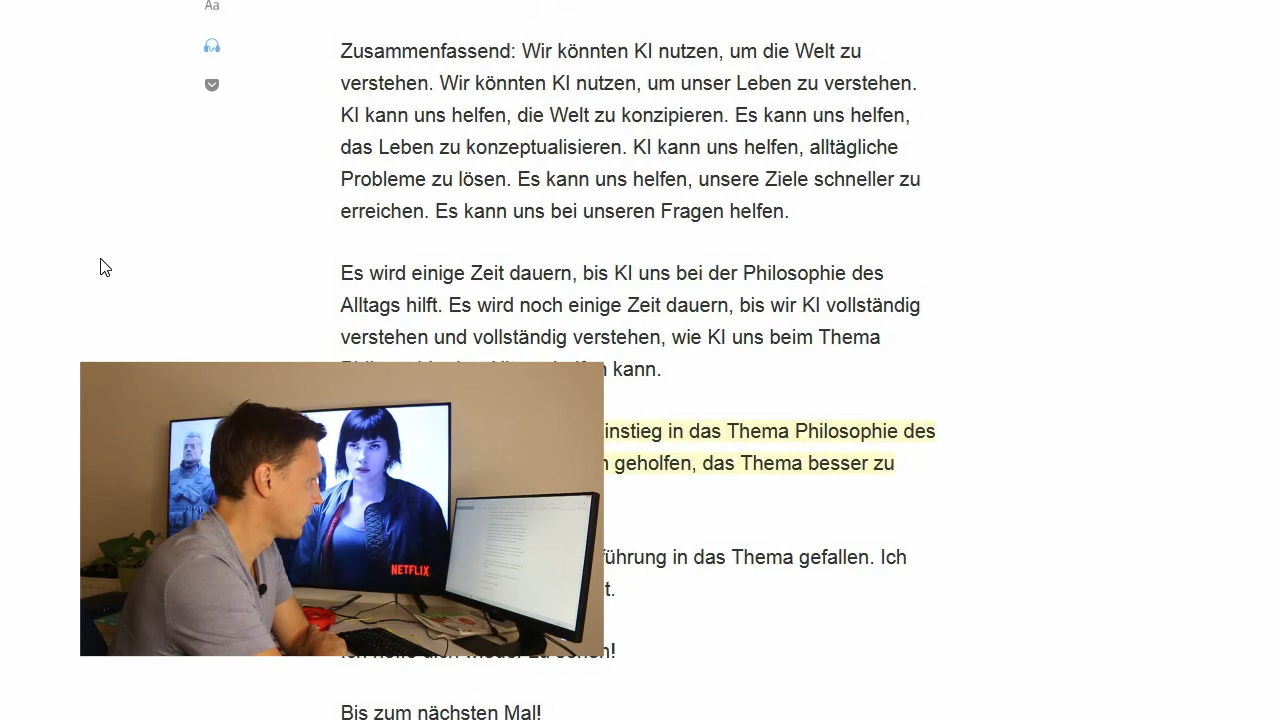 Aa
Zusammenfassend: Wir könnten KI nutzen, um die Welt zu
verstehen. Wir könnten KI nutzen, um unser Leben zu verstehen.
KI kann uns helfen, die Welt zu konzipieren. Es kann uns helfen,
das Leben zu konzeptualisieren. KI kann uns helfen, alltägliche
Probleme zu lösen. Es kann uns helfen, unsere Ziele schneller zu
erreichen. Es kann uns bei unseren Fragen helfen.
Es wird einige Zeit dauern, bis KI uns bei der Philosophie des
Alltags hilft. Es wird noch einige Zeit dauern, bis wir KI vollständig
verstehen und vollständig verstehen, wie KI uns beim Thema
kann.
instieg in das Thema Philosophie des
geholfen, das Thema besser zu
führung in das Thema gefallen. Ich
t.
NETFLIX
Bis zum nächsten Mal!